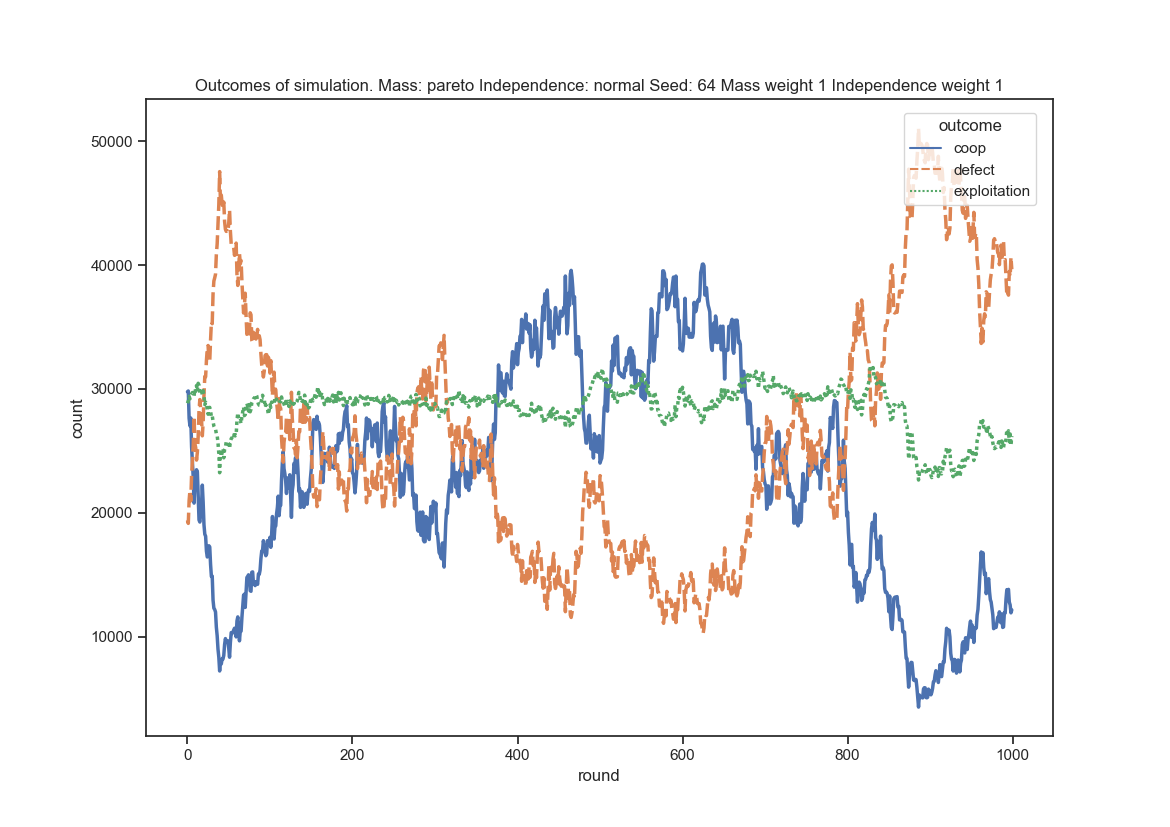 Outcomes of simulation. Mass: pareto Independence: normal Seed: 64 Mass weight 1 Independence weight 1
outcome
coop
defect
exploitation
count
50000
40000
30000
20000
10000
0
200
400
600
800
1000
round